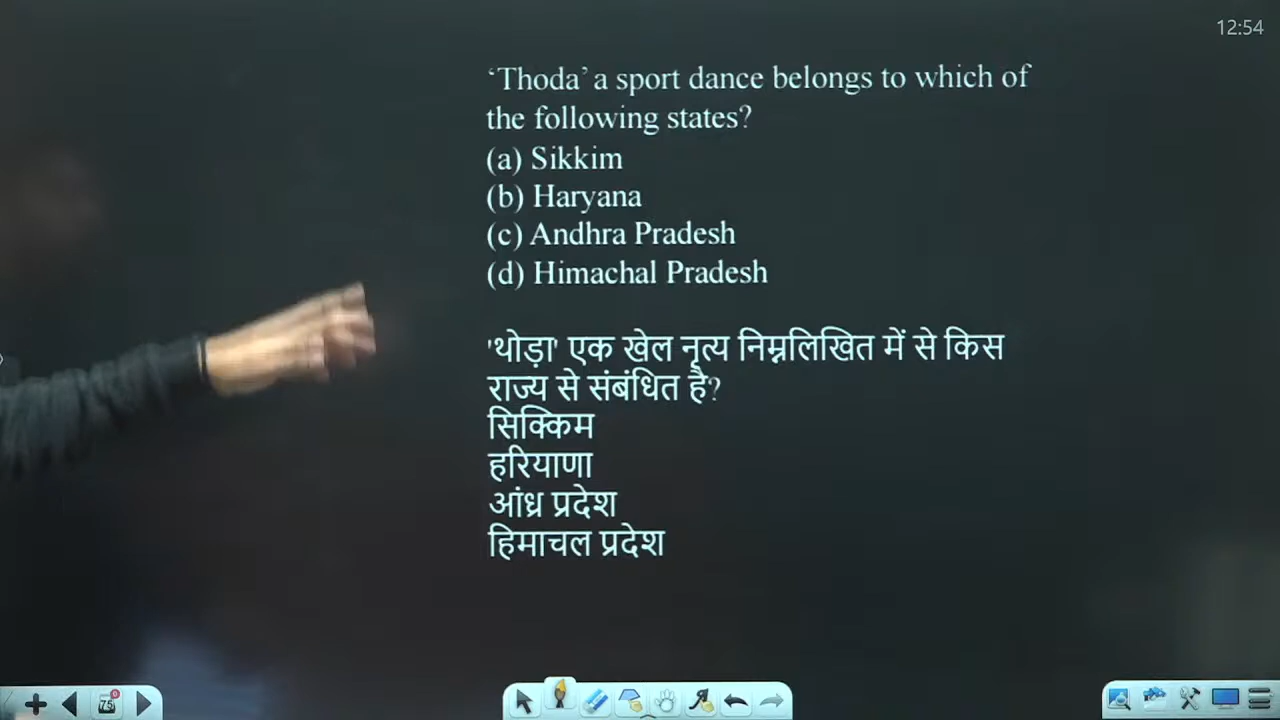 12:54
‘Thoda’ a sport dance belongs to which of
the following states?
(a) Sikkim
(b) Haryana
(c) Andhra Pradesh
(d) Himachal Pradesh
'थोड़ा' एक खेल नृत्य निम्नलिखित में से किस
राज्य से संबंधित है?
सिक्किम
हरियाणा
आंध्र प्रदेश
हिमाचल प्रदेश
75
0